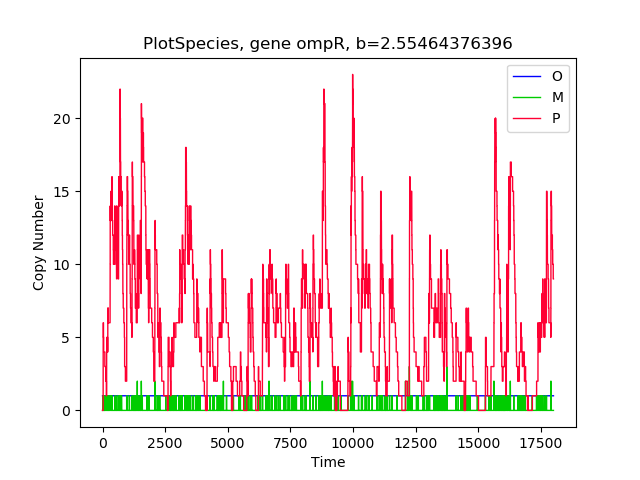 PlotSpecies, gene ompR, b=2.55464376396
O
M
P
Copy Number
20
15
10
5
0
0 2500 5000 7500 10000 12500 15000 17500
Time